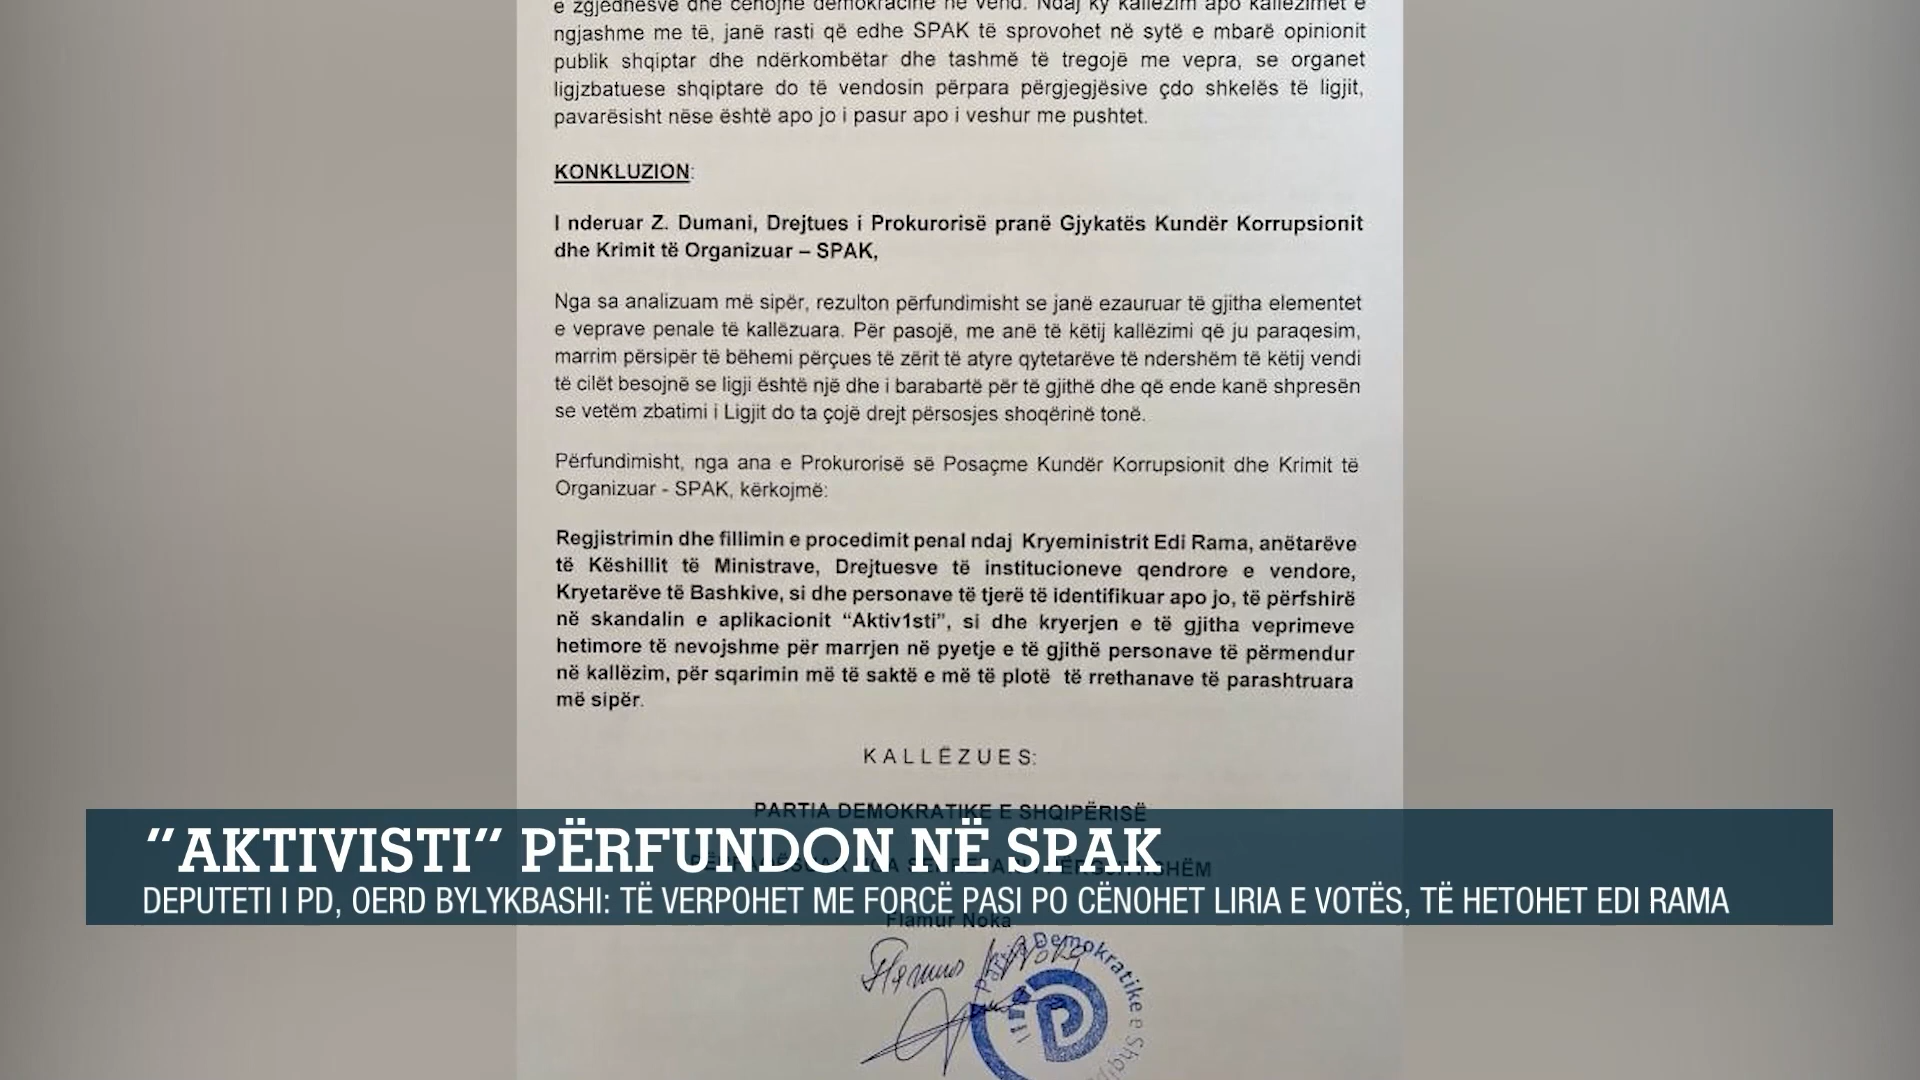 e zgjedhësve dhe cënojnë demokracinë në vend. Ndaj ky kallëzim apo kallëzimet e
ngjashme me të, janë rasti që edhe SPAK të sprovohet në sytë e mbarë opinionit
publik shqiptar dhe ndërkombëtar dhe tashmë të tregojë me vepra, se organet
ligjzbatuese shqiptare do të vendosin përpara përgjegjësive çdo shkelës të ligjit,
pavarësisht nëse është apo jo i pasur apo i veshur me pushtet.
KONKLUZION:
I nderuar Z. Dumani, Drejtues i Prokurorisë pranë Gjykatës Kundër Korrupsionit
dhe Krimit të Organizuar – SPAK,
Nga sa analizuam më sipër, rezulton përfundimisht se janë ezauruar të gjitha elementet
e veprave penale të kallëzuara. Për pasojë, me anë të këtij kallëzimi që ju paraqesim,
marrim përsipër të bëhemi përçues të zërit të atyre qytetarëve të ndershëm të këtij vendi
të cilët besojnë se ligji është një dhe i barabartë për të gjithë dhe që ende kanë shpresën
se vetëm zbatimi i Ligjit do ta çojë drejt përsosjes shoqërinë tonë.
Përfundimisht, nga ana e Prokurorisë së Posaçme Kundër Korrupsionit dhe Krimit të
Organizuar - SPAK, kërkojmë:
Regjistrimin dhe fillimin e procedimit penal ndaj Kryeministrit Edi Rama, anëtarëve
të Këshillit të Ministrave, Drejtuesve të institucioneve qendrore e vendore,
Kryetarëve të Bashkive, si dhe personave të tjerë të identifikuar apo jo, të përfshirë
në skandalin e aplikacionit “Aktiv1sti”, si dhe kryerjen e të gjitha veprimeve
hetimore të nevojshme për marrjen në pyetje e të gjithë personave të përmendur
në kallëzim, për sqarimin më të saktë e më të plotë të rrethanave të parashtruara
më sipër.
KALLËZUES:
PARTIA DEMOKRATIKE E SHQIPËRISË
"AKTIVISTI" PËRFUNDON NË SPAK
DEPUTETI I PD, OERD BYLYKBASHI: TË VERPOHET ME FORCË PASI PO CËNOHET LIRIA E VOTËS, TË HETOHET EDI RAMA
Flamur Noka
Flamur Noka
Partia Demokratike e